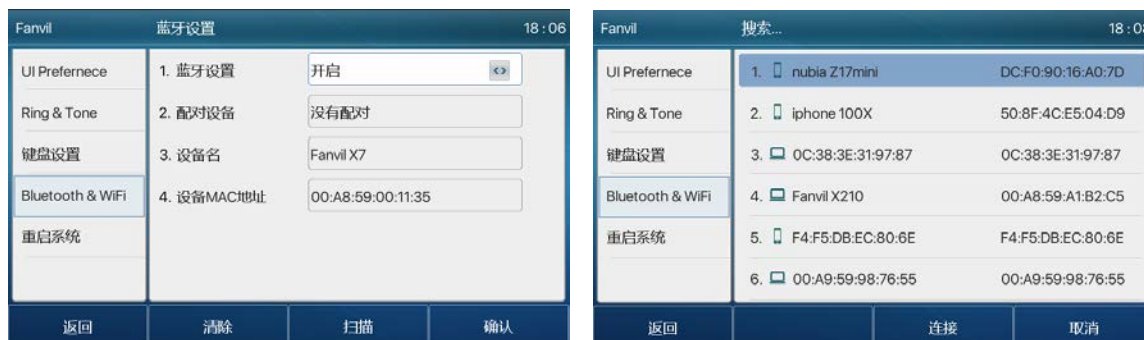 Fanvil 蓝牙设置 18:06
UI Prefernece
Ring & Tone
键盘设置
Bluetooth & WiFi
重启系统
1. 蓝牙设置 开启
2. 配对设备 没有配对
3. 设备名 Fanvil X7
4. 设备MAC地址 00:A8:59:00:11:35
返回 清除 扫描 确认
Fanvil 搜索... 18:0
UI Prefernece
Ring & Tone
键盘设置
Bluetooth & WiFi
重启系统
1. nubia Z17mini DC:F0:90:16:A0:7D
2. iphone 100X 50:8F:4C:E5:04:D9
3. 0C:38:3E:31:97:87 0C:38:3E:31:97:87
4. Fanvil X210 00:A8:59:A1:B2:C5
5. F4:F5:DB:EC:80:6E F4:F5:DB:EC:80:6E
6. 00:A9:59:98:76:55 00:A9:59:98:76:55
返回 连接 取消